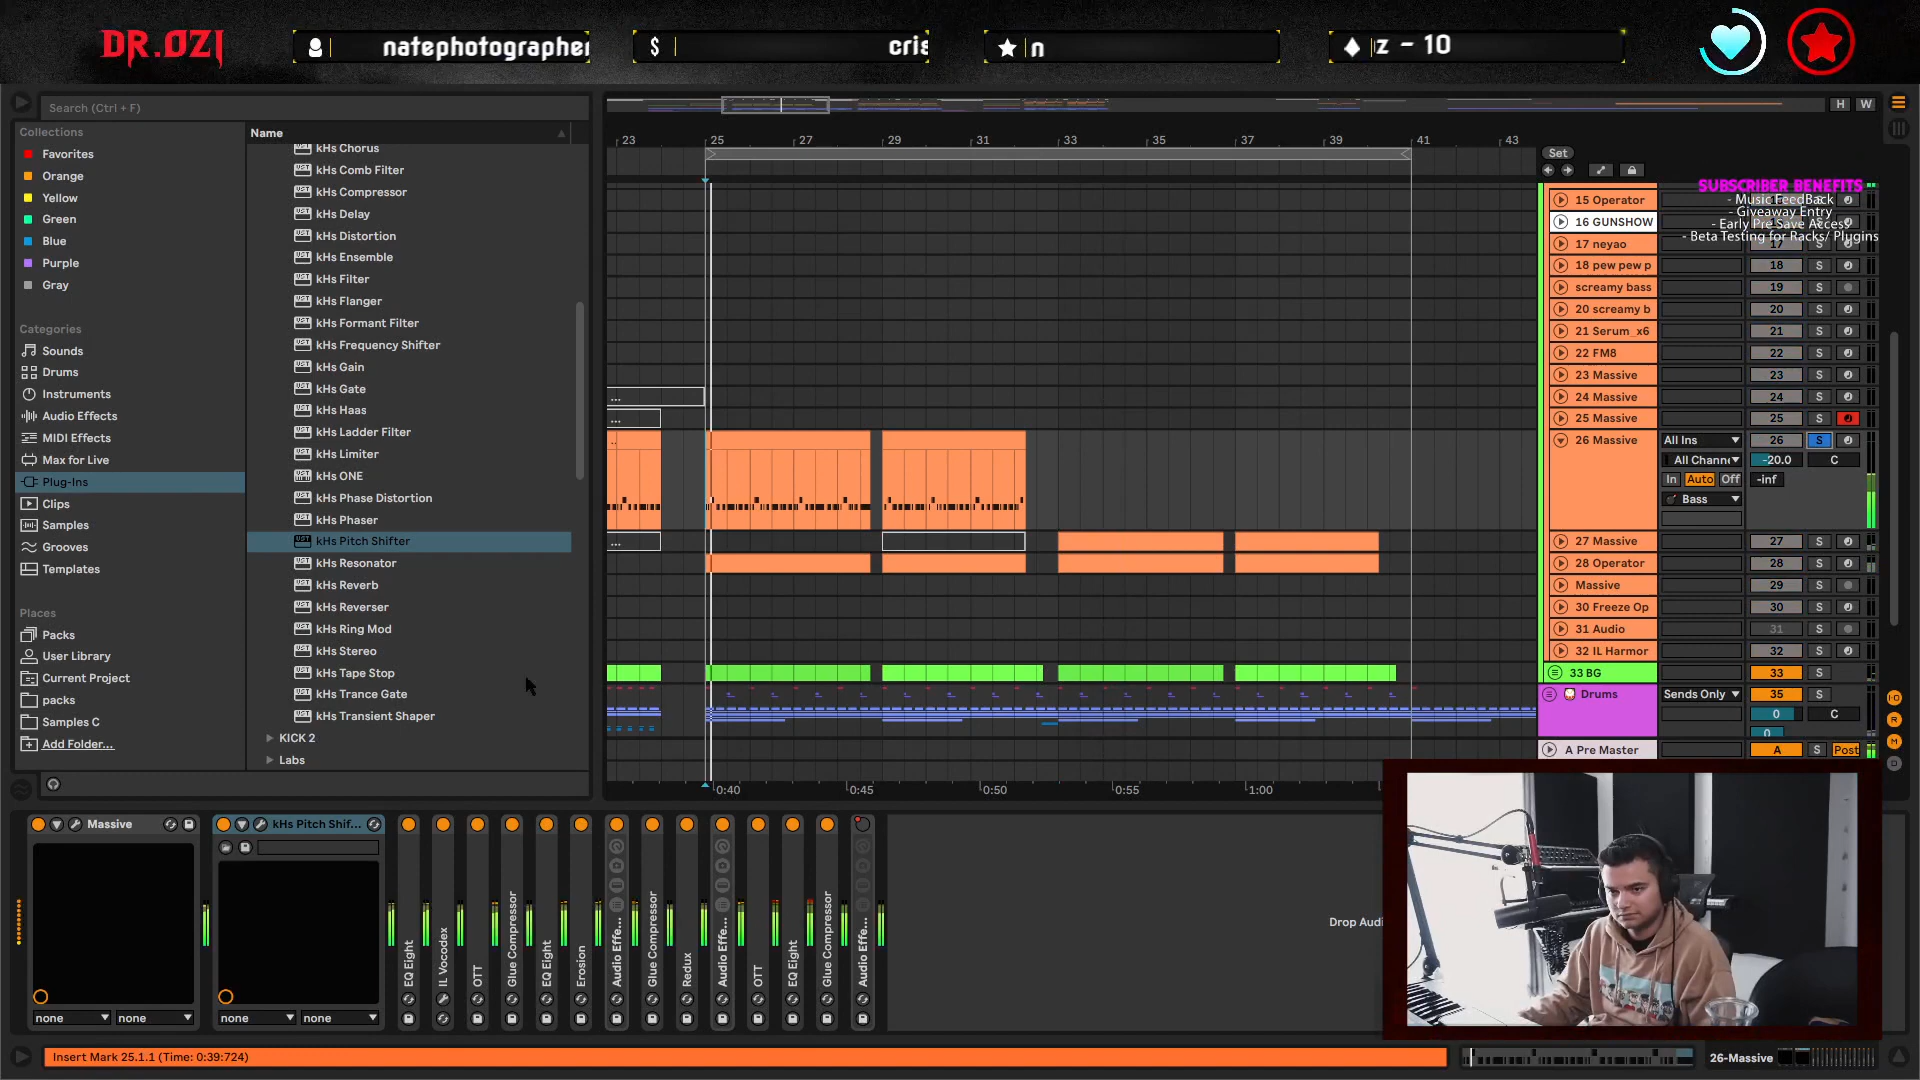 DR.OZI
natephotographer
$
cris
n
z - 10
Search (Ctrl + F)
H
W
Collections
Name
Favorites
Orange
Yellow
Green
Blue
Purple
Gray
Categories
Sounds
Drums
Instruments
Audio Effects
MIDI Effects
Max for Live
Plug-Ins
Clips
Samples
Grooves
Templates
Places
Packs
User Library
Current Project
packs
Samples C
Add Folder...
kHs Chorus
kHs Comb Filter
kHs Compressor
kHs Delay
kHs Distortion
kHs Ensemble
kHs Filter
kHs Flanger
kHs Formant Filter
kHs Frequency Shifter
kHs Gain
kHs Gate
kHs Haas
kHs Ladder Filter
kHs Limiter
kHs ONE
kHs Phase Distortion
kHs Phaser
kHs Pitch Shifter
kHs Resonator
kHs Reverb
kHs Reverser
kHs Ring Mod
kHs Stereo
kHs Tape Stop
kHs Trance Gate
kHs Transient Shaper
KICK 2
Labs
23 25 27 29 31 33 35 37 39 41 43
Set
SUBSCRIBER BENEFITS
- Music FeedBack
- Giveaway Entry
- Early Pre Save Access
- Beta Testing for Racks/ Plugins
15 Operator
16 GUNSHOW
17 neyao 17 S
18 pew pew p 18 S
screamy bass 19 S
20 screamy b 20 S
21 Serum_x6 21 S
22 FM8 22 S
23 Massive 23 S
24 Massive 24 S
25 Massive 25 S
26 Massive All Ins 26 S
All Chann -20.0 C
In Auto Off -inf
Bass
27 Massive 27 S
28 Operator 28 S
Massive 29 S
30 Freeze Op 30 S
31 Audio 31 S
32 IL Harmor 32 S
33 BG 33 S
Drums Sends Only 35 S
0 C
0
A Pre Master A S Post
0:40 0:45 0:50 0:55 1:00
Massive
kHs Pitch Shif...
none none
none none
EQ Eight
IL Vocodex
OTT
Glue Compressor
EQ Eight
Erosion
Audio Effe...
Glue Compressor
Redux
Audio Effe...
OTT
EQ Eight
Glue Compressor
Audio Effe...
Drop Audi
Insert Mark 25.1.1 (Time: 0:39:724)
26-Massive